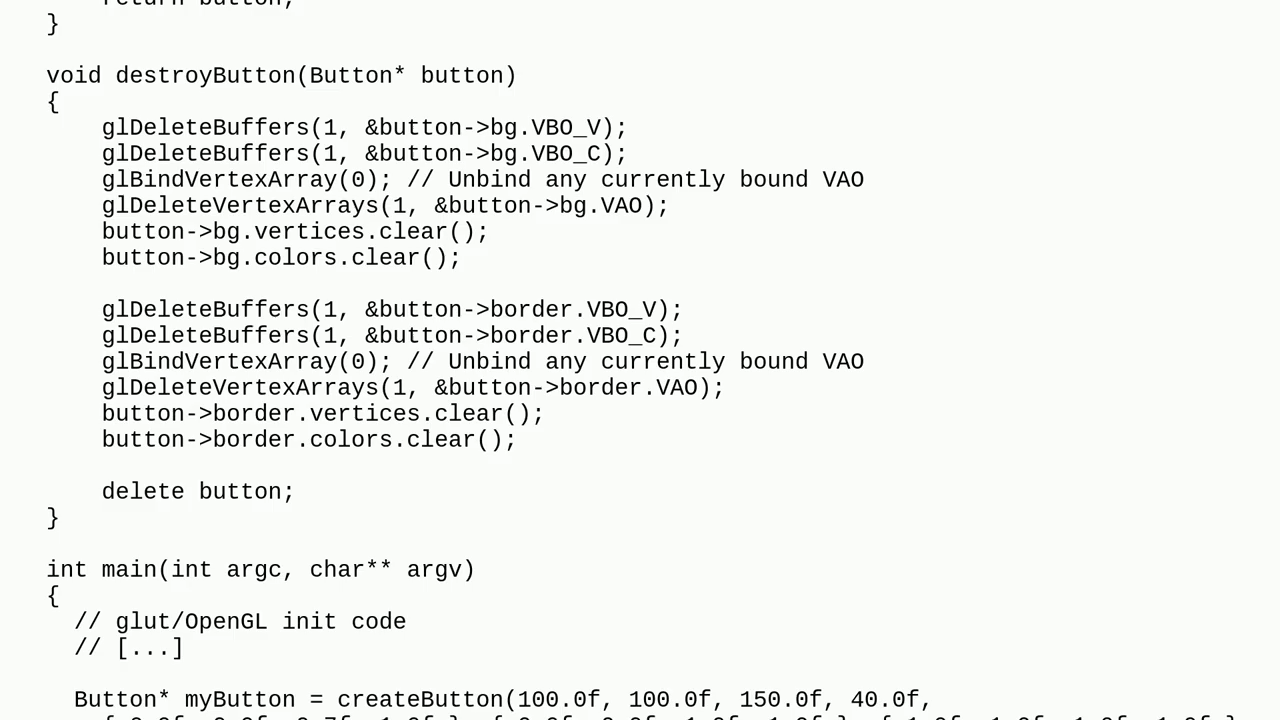 return button;
}
void destroyButton(Button* button)
{
glDeleteBuffers(1, &button->bg.VBO_V);
glDeleteBuffers(1, &button->bg.VBO_C);
glBindVertexArray(0); // Unbind any currently bound VAO
glDeleteVertexArrays(1, &button->bg.VAO);
button->bg.vertices.clear();
button->bg.colors.clear();
glDeleteBuffers(1, &button->border.VBO_V);
glDeleteBuffers(1, &button->border.VBO_C);
glBindVertexArray(0); // Unbind any currently bound VAO
glDeleteVertexArrays(1, &button->border.VAO);
button->border.vertices.clear();
button->border.colors.clear();
delete button;
}
int main(int argc, char** argv)
{
// glut/OpenGL init code
// [...]
Button* myButton = createButton(100.0f, 100.0f, 150.0f, 40.0f,